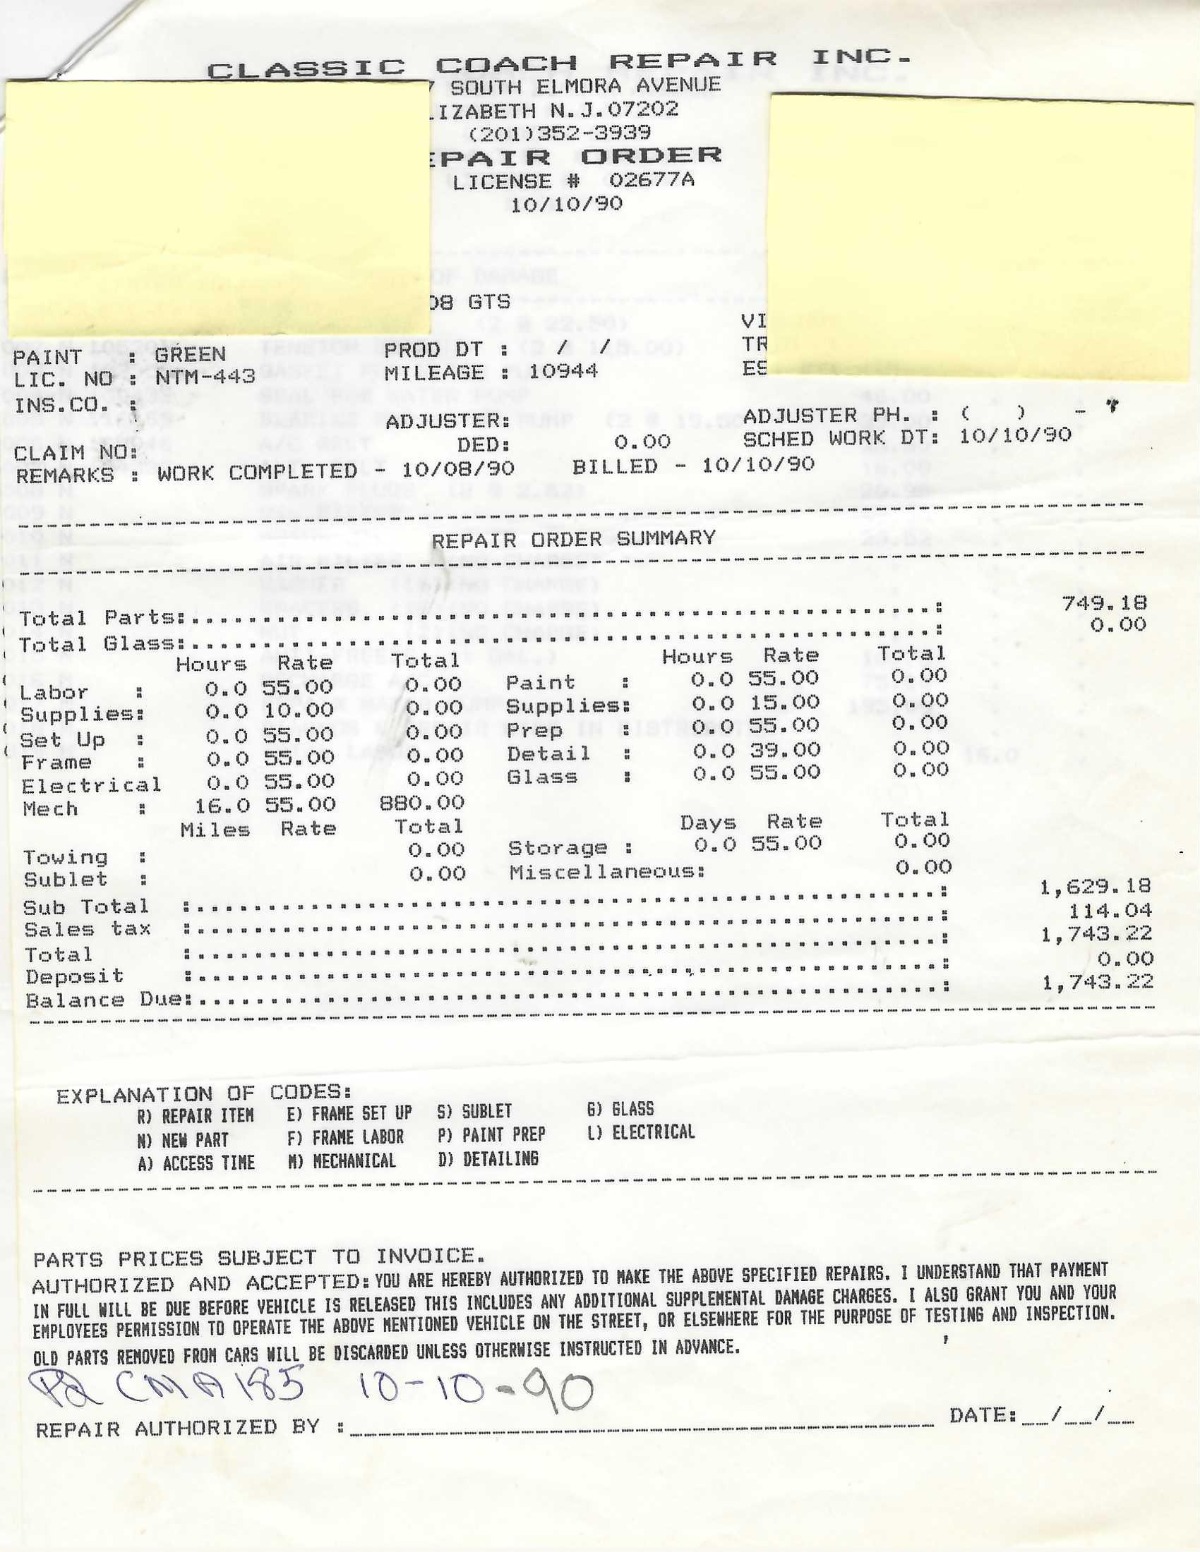 CLASSIC COACH REPAIR INC.
7 SOUTH ELMORA AVENUE
LIZABETH N.J.07202
(201)352-3939
EPAIR ORDER
LICENSE # 02677A
10/10/90
OF DAMAGE
08 GTS
VI
PAINT : GREEN PROD DT : / / TR
LIC. NO : NTM-443 MILEAGE : 10944 ES
INS.CO. :
ADJUSTER: ADJUSTER PH. : ( ) -
CLAIM NO: DED: 0.00 SCHED WORK DT: 10/10/90
REMARKS : WORK COMPLETED - 10/08/90 BILLED - 10/10/90
REPAIR ORDER SUMMARY
Total Parts: : 749.18
Total Glass: : 0.00
Hours Rate Total Hours Rate Total
Labor : 0.0 55.00 0.00 Paint : 0.0 55.00 0.00
Supplies: 0.0 10.00 0.00 Supplies: 0.0 15.00 0.00
Set Up : 0.0 55.00 0.00 Prep : 0.0 55.00 0.00
Frame : 0.0 55.00 0.00 Detail : 0.0 39.00 0.00
Electrical 0.0 55.00 0.00 Glass : 0.0 55.00 0.00
Mech : 16.0 55.00 880.00
Miles Rate Total Days Rate Total
Towing : 0.00 Storage : 0.0 55.00 0.00
Sublet : 0.00 Miscellaneous: 0.00
Sub Total : : 1,629.18
Sales tax : : 114.04
Total : : 1,743.22
Deposit : : 0.00
Balance Due: : 1,743.22
EXPLANATION OF CODES:
R) REPAIR ITEM E) FRAME SET UP S) SUBLET G) GLASS
N) NEW PART F) FRAME LABOR P) PAINT PREP L) ELECTRICAL
A) ACCESS TIME M) MECHANICAL D) DETAILING
PARTS PRICES SUBJECT TO INVOICE.
AUTHORIZED AND ACCEPTED: YOU ARE HEREBY AUTHORIZED TO MAKE THE ABOVE SPECIFIED REPAIRS. I UNDERSTAND THAT PAYMENT
IN FULL WILL BE DUE BEFORE VEHICLE IS RELEASED THIS INCLUDES ANY ADDITIONAL SUPPLEMENTAL DAMAGE CHARGES. I ALSO GRANT YOU AND YOUR
EMPLOYEES PERMISSION TO OPERATE THE ABOVE MENTIONED VEHICLE ON THE STREET, OR ELSEWHERE FOR THE PURPOSE OF TESTING AND INSPECTION.
OLD PARTS REMOVED FROM CARS WILL BE DISCARDED UNLESS OTHERWISE INSTRUCTED IN ADVANCE.
PD CMA185 10-10-90
REPAIR AUTHORIZED BY : DATE:__/__/__